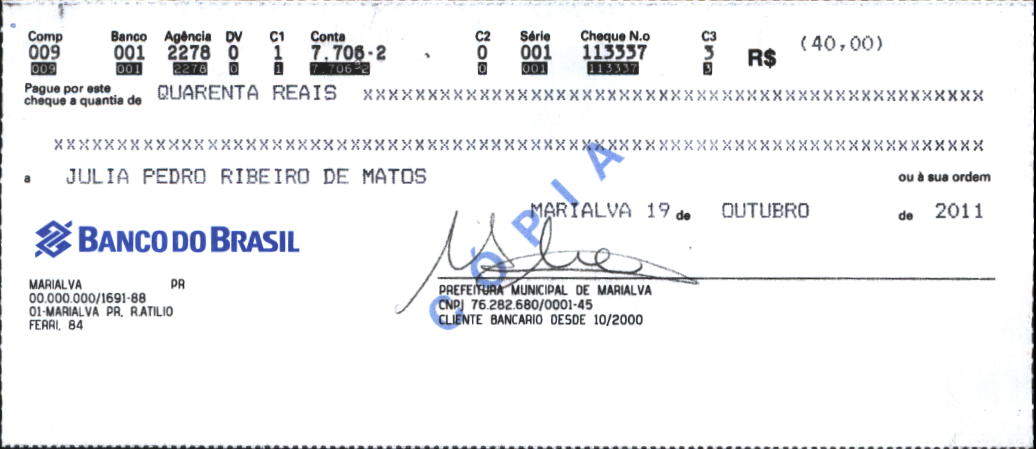 Comp Banco Agência DV C1 Conta C2 Série Cheque N.o C3
009 001 2278 0 1 7.706-2 0 001 113337 3 R$ (40,00)
009 001 2278 0 1 7.706-2 0 001 113337 3
Pague por este
cheque a quantia de QUARENTA REAIS XXXXXXXXXXXXXXXXXXXXXXXXXXXXXXXXXXXXXXXXXXXXXXXXXXXXXXXXX
XXXXXXXXXXXXXXXXXXXXXXXXXXXXXXXXXXXXXXXXXXXXXXXXXXXXXXXXXXXXXXXXXXXXXXXXXXXXXXXXXXXXX
a JULIA PEDRO RIBEIRO DE MATOS ou à sua ordem
MARIALVA 19 de OUTUBRO de 2011
BANCO DO BRASIL
CÓPIA
MARIALVA PR
00.000.000/1691-88
01-MARIALVA PR. R.ATILIO
FERRI, 84
PREFEITURA MUNICIPAL DE MARIALVA
CNPJ 76.282.680/0001-45
CLIENTE BANCARIO DESDE 10/2000